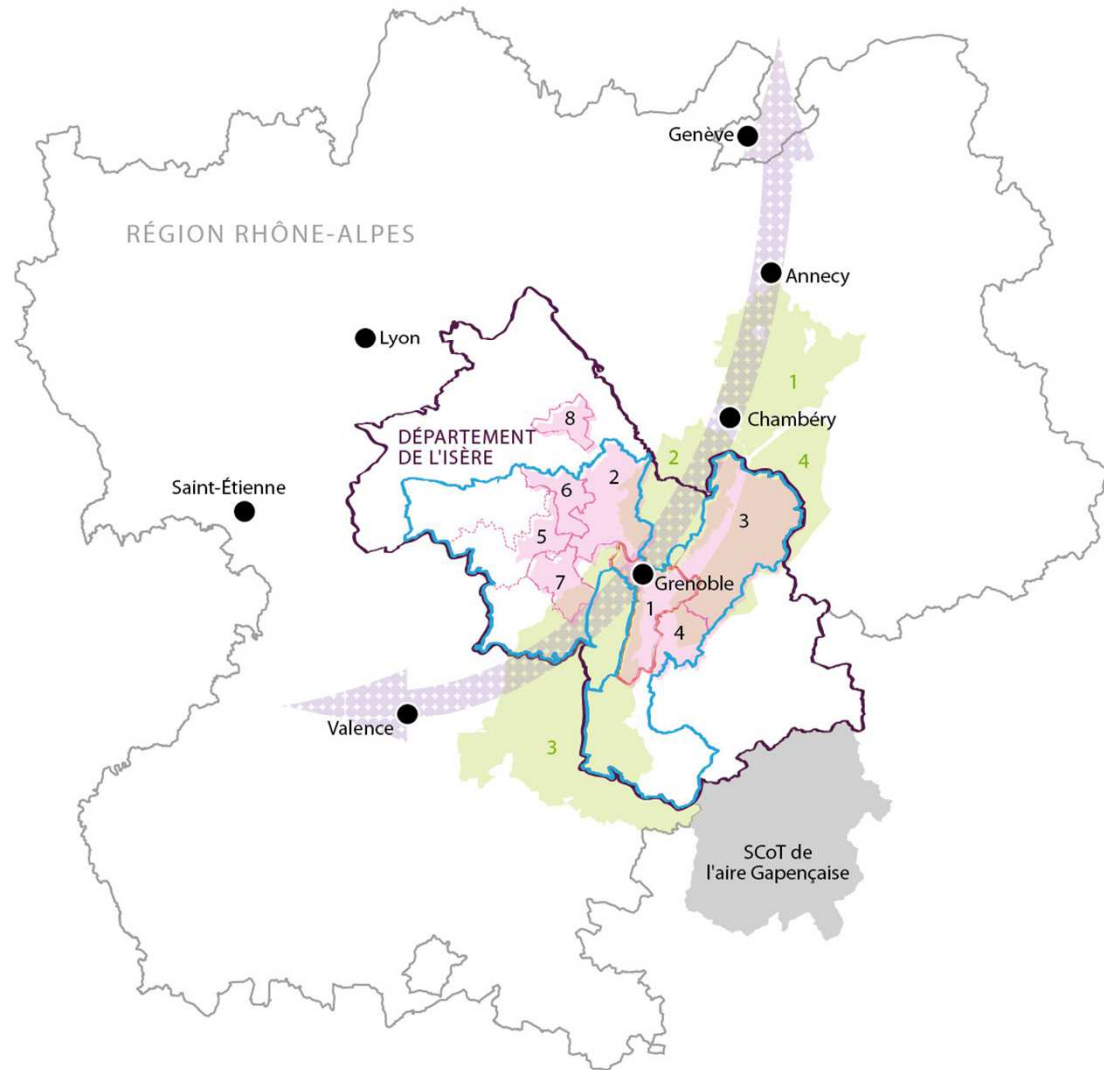 Genève
RÉGION RHÔNE-ALPES
Annecy
Lyon
1
Chambéry
8
DÉPARTEMENT
DE L'ISÈRE
2
4
2
Saint-Étienne
6
3
5
7
Grenoble
1
4
Valence
3
SCoT de
l'aire Gapençaise